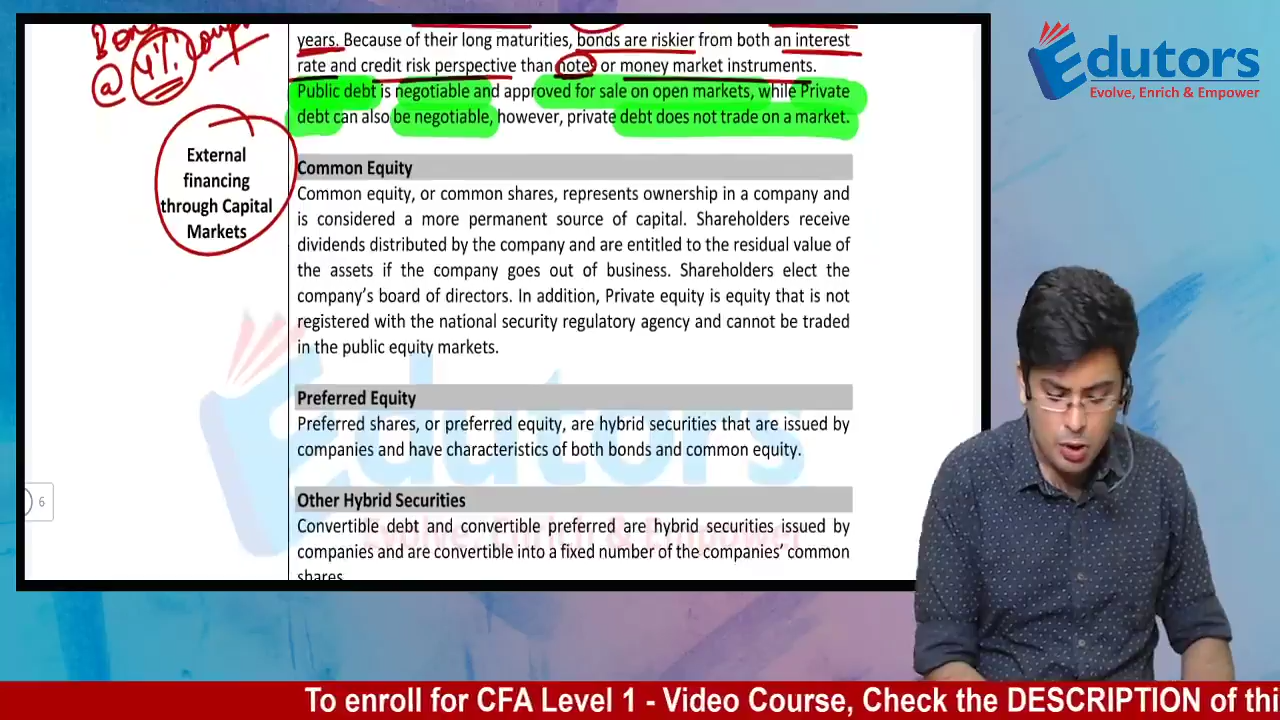 Bon
@ 4%
years. Because of their long maturities, bonds are riskier from both an interest
rate and credit risk perspective than notes or money market instruments.
Public debt is negotiable and approved for sale on open markets, while Private
debt can also be negotiable, however, private debt does not trade on a market.
External
financing
through Capital
Markets
Common Equity
Common equity, or common shares, represents ownership in a company and
is considered a more permanent source of capital. Shareholders receive
dividends distributed by the company and are entitled to the residual value of
the assets if the company goes out of business. Shareholders elect the
company's board of directors. In addition, Private equity is equity that is not
registered with the national security regulatory agency and cannot be traded
in the public equity markets.
Preferred Equity
Preferred shares, or preferred equity, are hybrid securities that are issued by
companies and have characteristics of both bonds and common equity.
Other Hybrid Securities
Convertible debt and convertible preferred are hybrid securities issued by
companies and are convertible into a fixed number of the companies' common
shares.
6
Edutors
Evolve, Enrich & Empower
Edutors
Evolve, Enrich & Empower
To enroll for CFA Level 1 - Video Course, Check the DESCRIPTION of thi